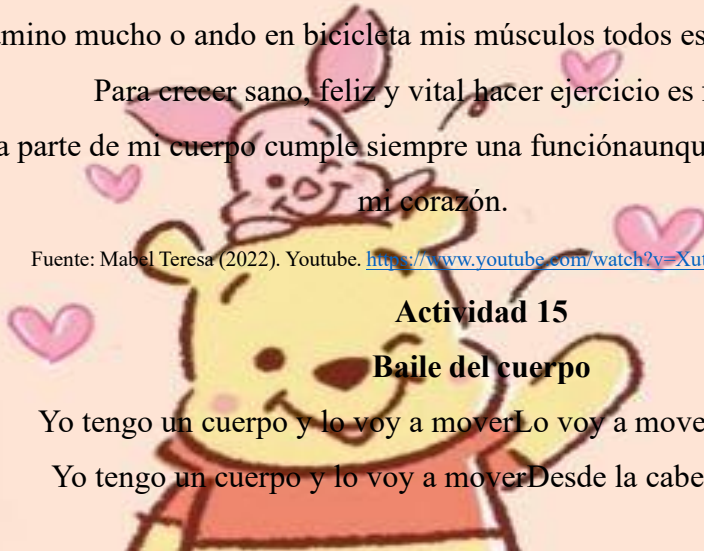 amino mucho o ando en bicicleta mis músculos todos es
Para crecer sano, feliz y vital hacer ejercicio es
a parte de mi cuerpo cumple siempre una funciónaunqu
mi corazón.
Fuente: Mabel Teresa (2022). Youtube. https://www.youtube.com/watch?v=Xut
Actividad 15
Baile del cuerpo
Yo tengo un cuerpo y lo voy a moverLo voy a move
Yo tengo un cuerpo y lo voy a moverDesde la cabe